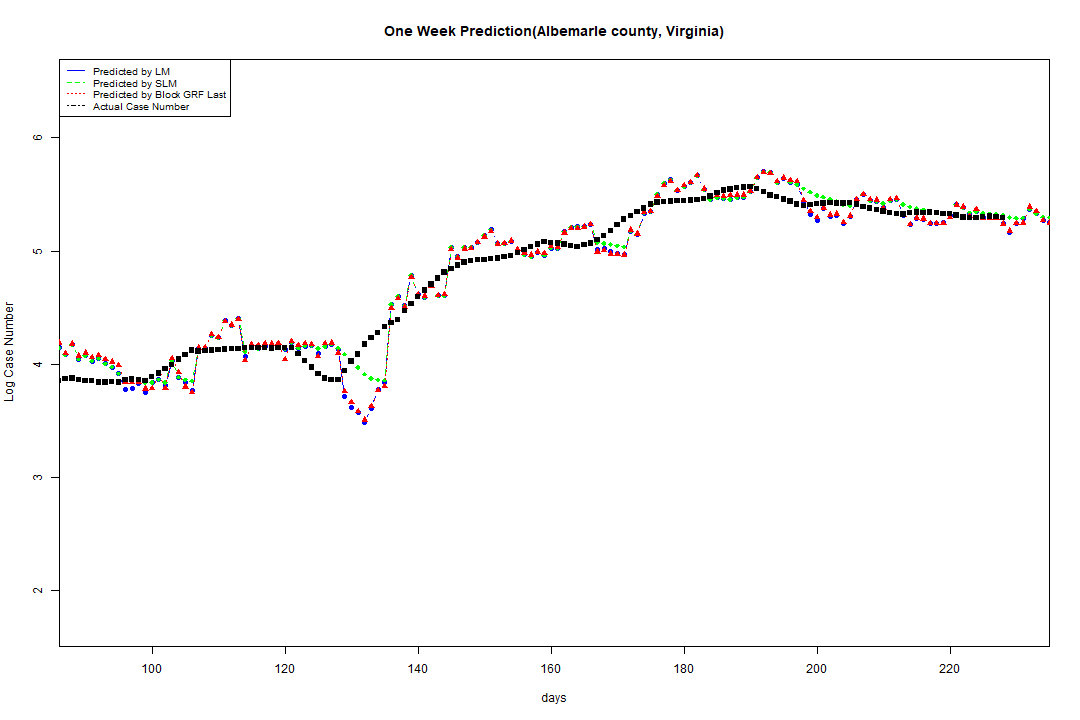 One Week Prediction(Albemarle county, Virginia)
Predicted by LM
Predicted by SLM
Predicted by Block GRF Last
Actual Case Number
6
5
4
3
2
Log Case Number
100 120 140 160 180 200 220
days